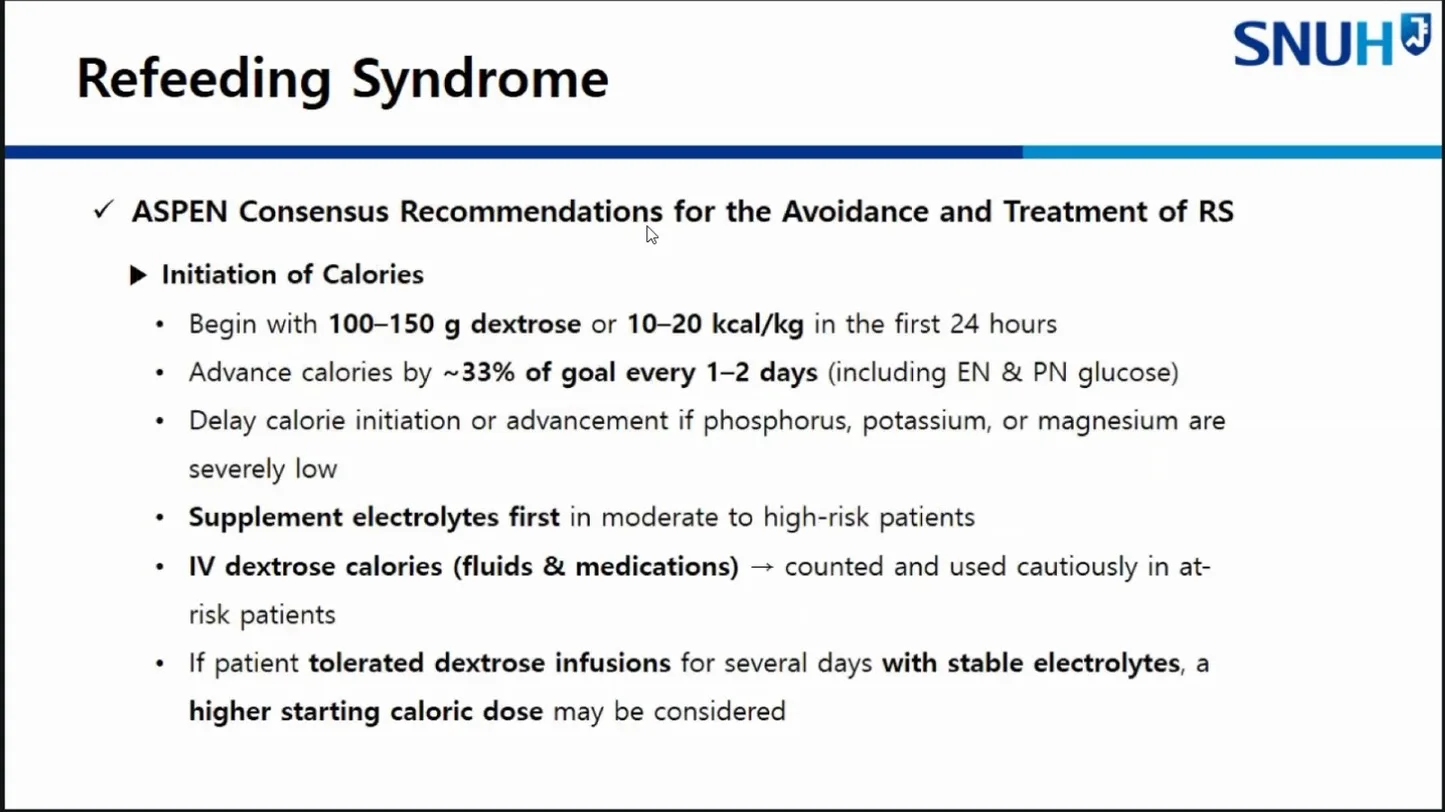 SNUH
Refeeding Syndrome
✓ ASPEN Consensus Recommendations for the Avoidance and Treatment of RS
▶ Initiation of Calories
• Begin with 100–150 g dextrose or 10–20 kcal/kg in the first 24 hours
• Advance calories by ~33% of goal every 1–2 days (including EN & PN glucose)
• Delay calorie initiation or advancement if phosphorus, potassium, or magnesium are
severely low
• Supplement electrolytes first in moderate to high-risk patients
• IV dextrose calories (fluids & medications) → counted and used cautiously in at-
risk patients
• If patient tolerated dextrose infusions for several days with stable electrolytes, a
higher starting caloric dose may be considered